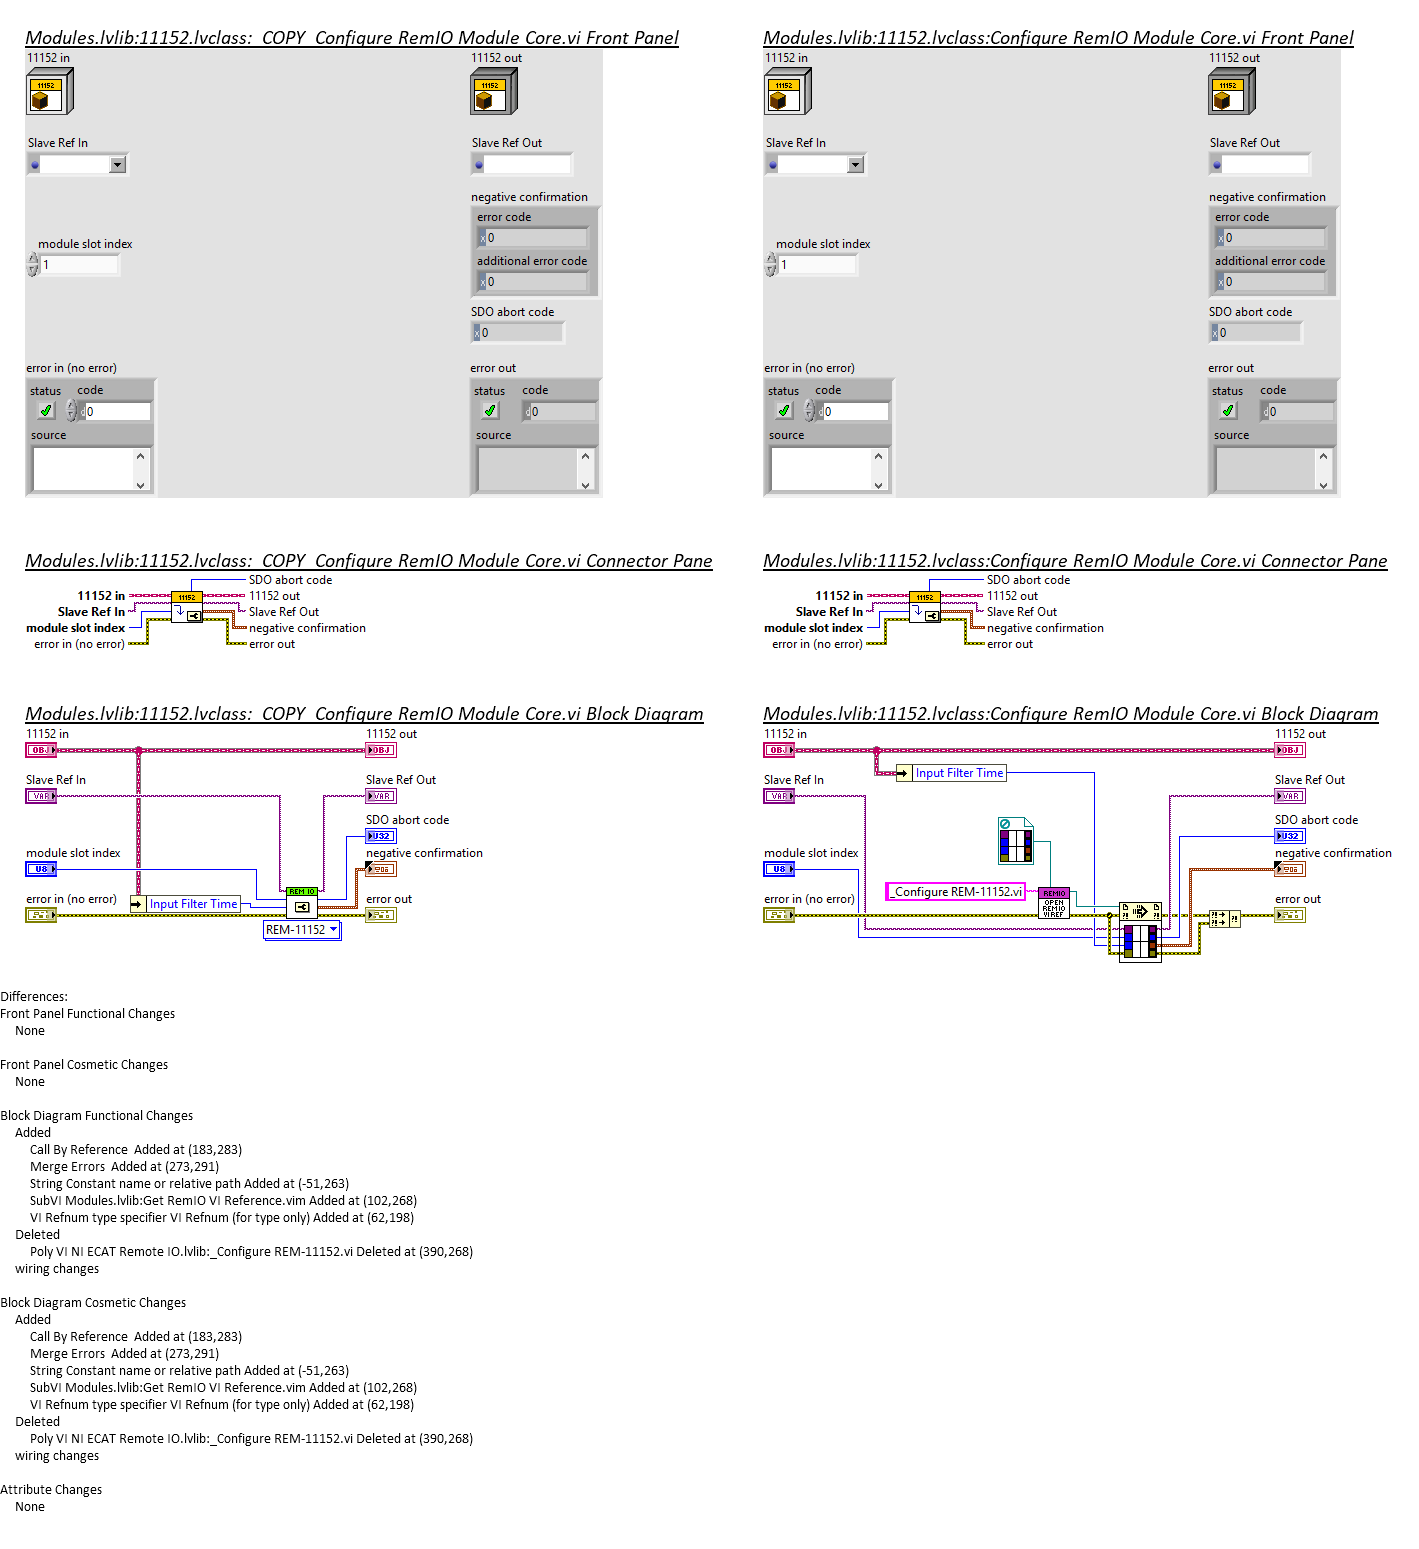 Modules.lvlib:11152.lvclass:  COPY  Configure RemIO Module Core.vi Front Panel
11152 in
11152 out
11152
11152
Slave Ref In
Slave Ref Out
negative confirmation
error code
x 0
module slot index
1
additional error code
x 0
SDO abort code
x 0
error in (no error)
error out
status code
d 0
status code
d 0
source
source
Modules.lvlib:11152.lvclass:Configure RemIO Module Core.vi Front Panel
11152 in
11152 out
11152
11152
Slave Ref In
Slave Ref Out
negative confirmation
error code
x 0
module slot index
1
additional error code
x 0
SDO abort code
x 0
error in (no error)
error out
status code
d 0
status code
d 0
source
source
Modules.lvlib:11152.lvclass:  COPY  Configure RemIO Module Core.vi Connector Pane
SDO abort code
11152 in
11152
11152 out
Slave Ref In
Slave Ref Out
module slot index
negative confirmation
error in (no error)
error out
Modules.lvlib:11152.lvclass:Configure RemIO Module Core.vi Connector Pane
SDO abort code
11152 in
11152
11152 out
Slave Ref In
Slave Ref Out
module slot index
negative confirmation
error in (no error)
error out
Modules.lvlib:11152.lvclass:  COPY  Configure RemIO Module Core.vi Block Diagram
11152 in
11152 out
OBJ
OBJ
Slave Ref In
Slave Ref Out
VAR
VAR
SDO abort code
U32
module slot index
negative confirmation
U8
error in (no error)
REM IO
error out
Input Filter Time
REM-11152
Modules.lvlib:11152.lvclass:Configure RemIO Module Core.vi Block Diagram
11152 in
11152 out
OBJ
OBJ
Input Filter Time
Slave Ref In
Slave Ref Out
VAR
VAR
SDO abort code
U32
module slot index
negative confirmation
U8
_Configure REM-11152.vi
REMIO
OPEN
REMIO
VI REF
error in (no error)
error out
Differences:
Front Panel Functional Changes
None
Front Panel Cosmetic Changes
None
Block Diagram Functional Changes
Added
Call By Reference  Added at (183,283)
Merge Errors  Added at (273,291)
String Constant name or relative path Added at (-51,263)
SubVI Modules.lvlib:Get RemIO VI Reference.vim Added at (102,268)
VI Refnum type specifier VI Refnum (for type only) Added at (62,198)
Deleted
Poly VI NI ECAT Remote IO.lvlib:_Configure REM-11152.vi Deleted at (390,268)
wiring changes
Block Diagram Cosmetic Changes
Added
Call By Reference  Added at (183,283)
Merge Errors  Added at (273,291)
String Constant name or relative path Added at (-51,263)
SubVI Modules.lvlib:Get RemIO VI Reference.vim Added at (102,268)
VI Refnum type specifier VI Refnum (for type only) Added at (62,198)
Deleted
Poly VI NI ECAT Remote IO.lvlib:_Configure REM-11152.vi Deleted at (390,268)
wiring changes
Attribute Changes
None